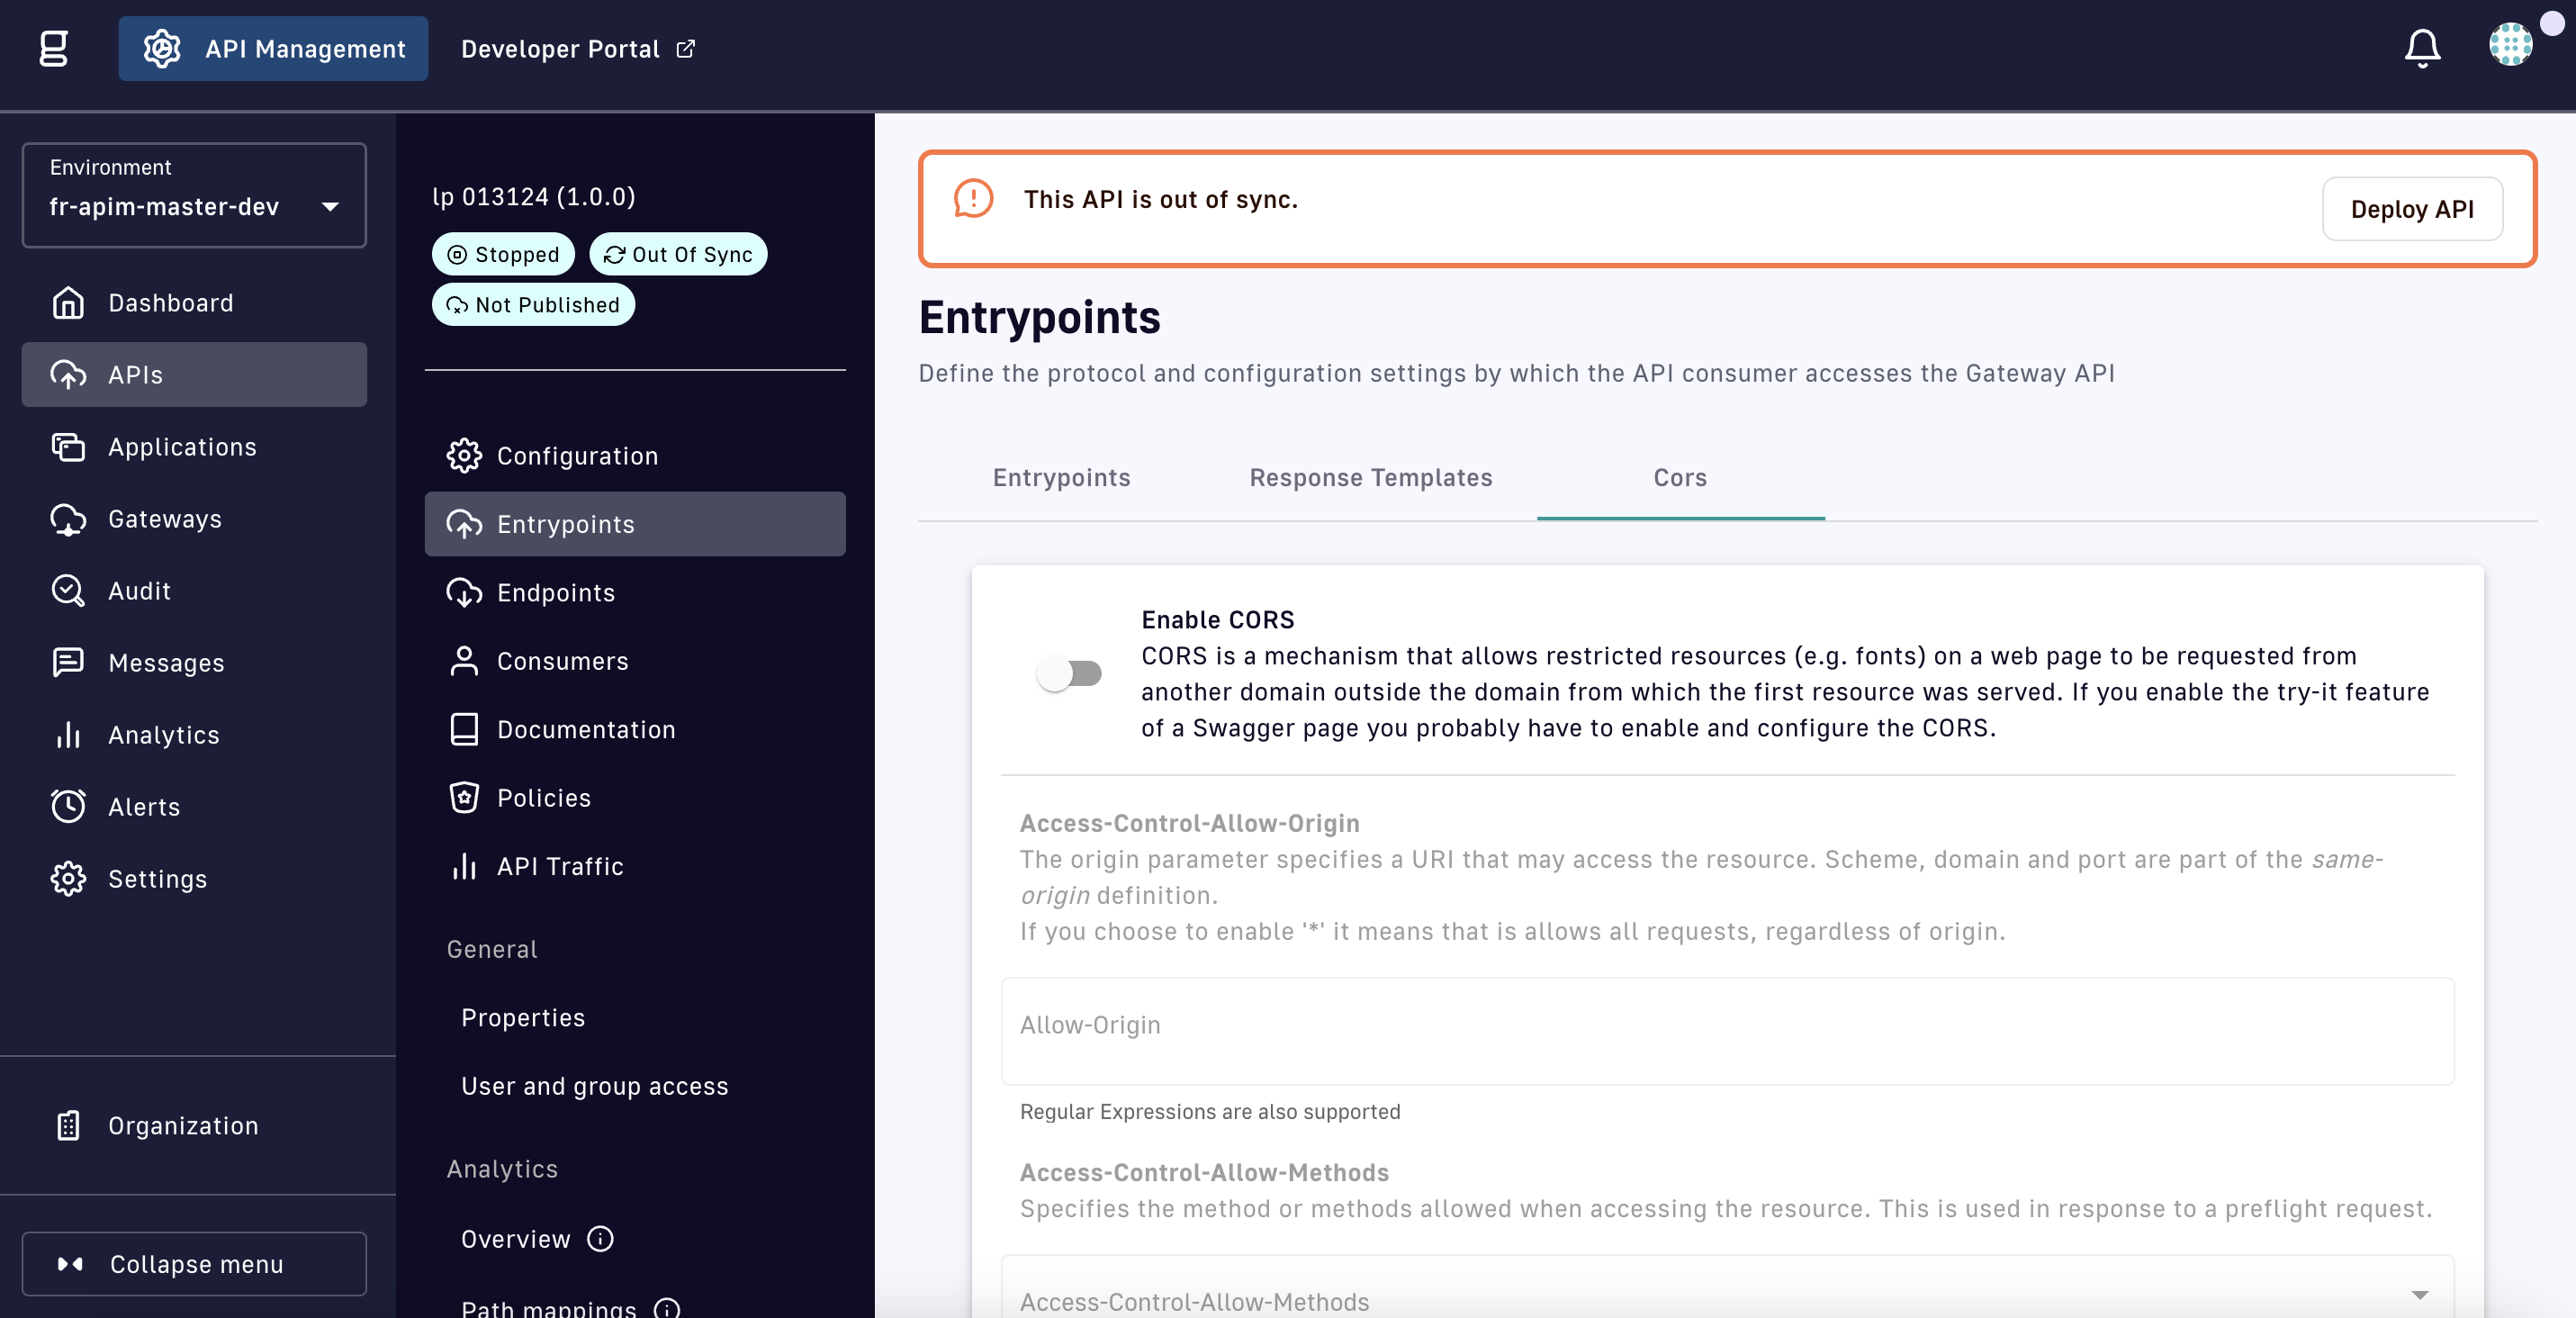 g
API Management
Developer Portal
Environment
fr-apim-master-dev
Dashboard
APIs
Applications
Gateways
Audit
Messages
Analytics
Alerts
Settings
Organization
Collapse menu
lp 013124 (1.0.0)
Stopped
Out Of Sync
Not Published
Configuration
Entrypoints
Endpoints
Consumers
Documentation
Policies
API Traffic
General
Properties
User and group access
Analytics
Overview
Path mappings
This API is out of sync.
Deploy API
Entrypoints
Define the protocol and configuration settings by which the API consumer accesses the Gateway API
Entrypoints
Response Templates
Cors
Enable CORS
CORS is a mechanism that allows restricted resources (e.g. fonts) on a web page to be requested from
another domain outside the domain from which the first resource was served. If you enable the try-it feature
of a Swagger page you probably have to enable and configure the CORS.
Access-Control-Allow-Origin
The origin parameter specifies a URI that may access the resource. Scheme, domain and port are part of the same-
origin definition.
If you choose to enable '*' it means that is allows all requests, regardless of origin.
Allow-Origin
Regular Expressions are also supported
Access-Control-Allow-Methods
Specifies the method or methods allowed when accessing the resource. This is used in response to a preflight request.
Access-Control-Allow-Methods